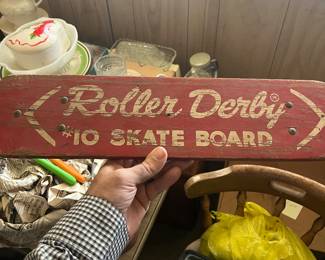 Roller Derby®
#10 SKATE BOARD